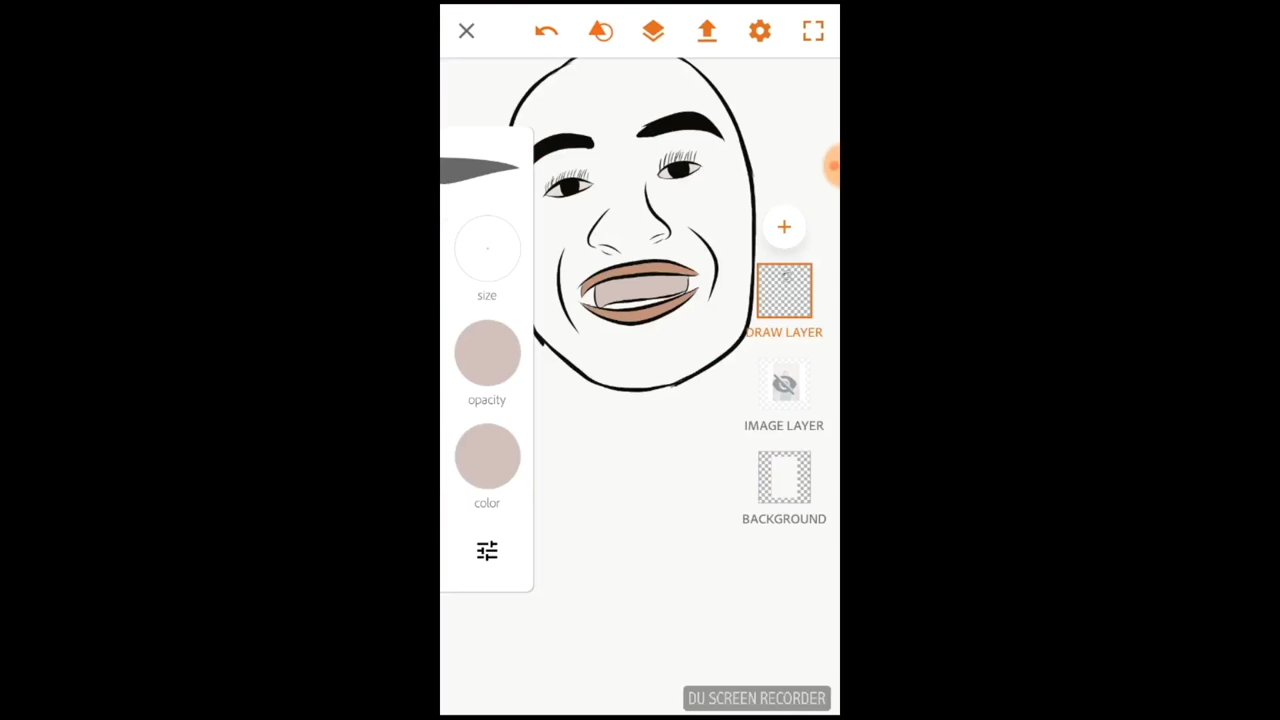 size
opacity
color
DRAW LAYER
IMAGE LAYER
BACKGROUND
DU SCREEN RECORDER